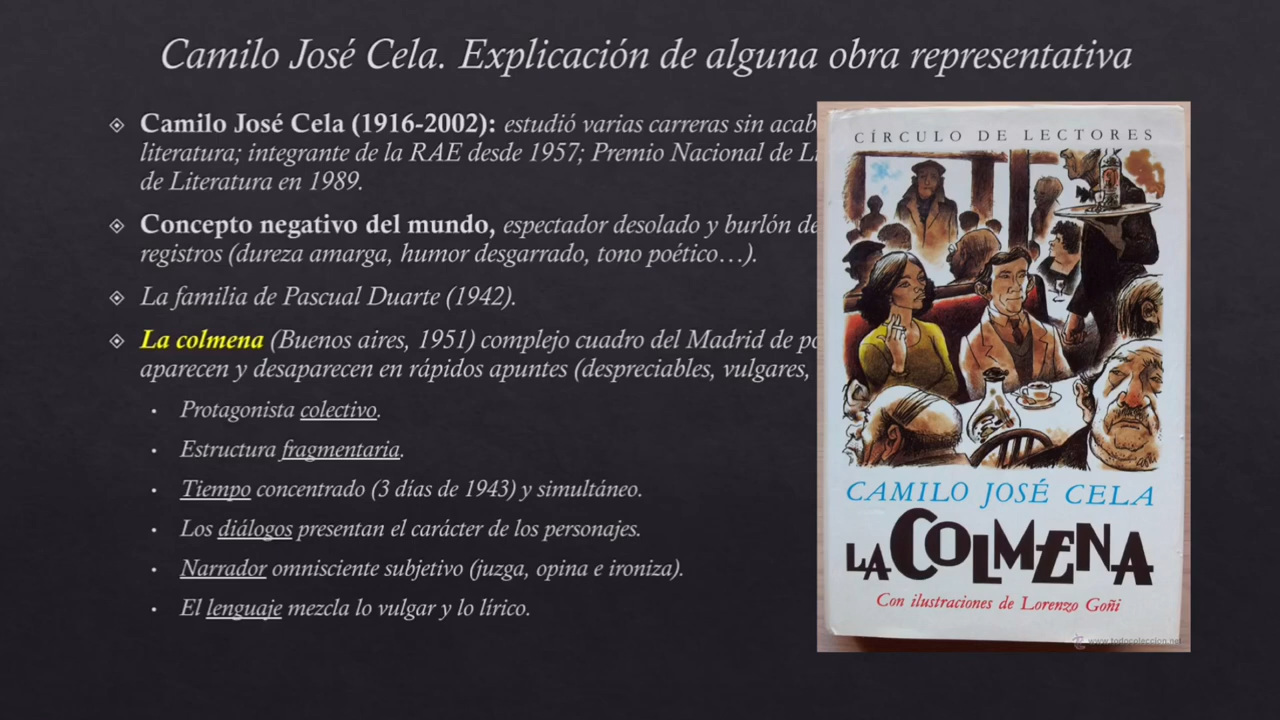 Camilo José Cela. Explicación de alguna obra representativa
Camilo José Cela (1916-2002): estudió varias carreras sin acab
literatura; integrante de la RAE desde 1957; Premio Nacional de Li
de Literatura en 1989.
Concepto negativo del mundo, espectador desolado y burlón de
registros (dureza amarga, humor desgarrado, tono poético…).
La familia de Pascual Duarte (1942).
La colmena (Buenos aires, 1951) complejo cuadro del Madrid de po
aparecen y desaparecen en rápidos apuntes (despreciables, vulgares,
Protagonista colectivo.
Estructura fragmentaria.
Tiempo concentrado (3 días de 1943) y simultáneo.
Los diálogos presentan el carácter de los personajes.
Narrador omnisciente subjetivo (juzga, opina e ironiza).
El lenguaje mezcla lo vulgar y lo lírico.
CÍRCULO DE LECTORES
CAMILO JOSÉ CELA
LA COLMENA
Con ilustraciones de Lorenzo Goñi
www.todocoleccion.net